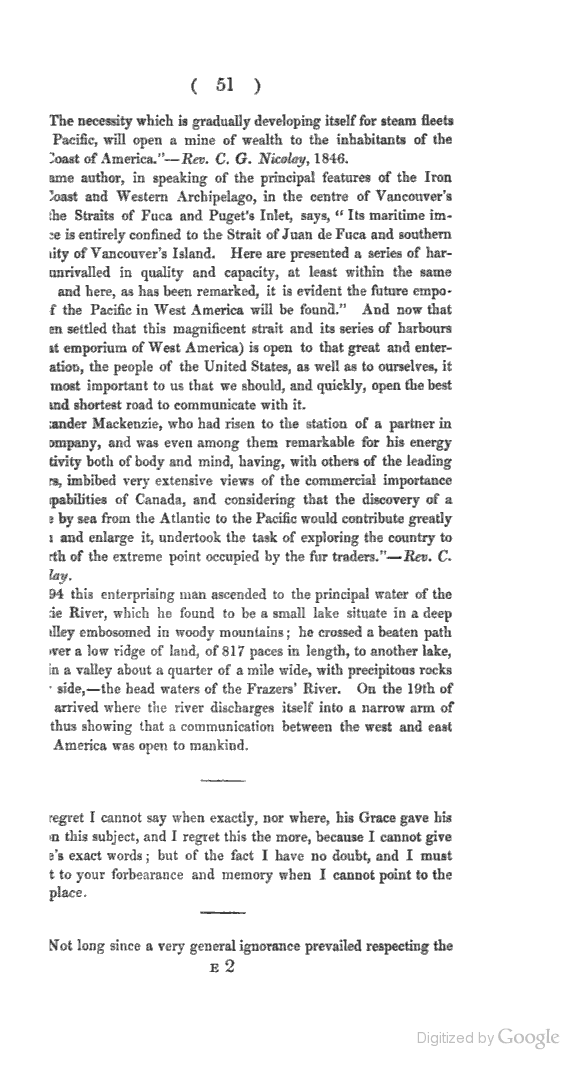 ( 51 )
The necessity which is gradually developing itself for steam fleets
Pacific, will open a mine of wealth to the inhabitants of the
Coast of America."—Rev. C. G. Nicolay, 1846.
ame author, in speaking of the principal features of the Iron
Coast and Western Archipelago, in the centre of Vancouver's
the Straits of Fuca and Puget's Inlet, says, " Its maritime im-
ce is entirely confined to the Strait of Juan de Fuca and southern
nity of Vancouver's Island. Here are presented a series of har-
unrivalled in quality and capacity, at least within the same
and here, as has been remarked, it is evident the future empo-
f the Pacific in West America will be found." And now that
en settled that this magnificent strait and its series of harbours
at emporium of West America) is open to that great and enter-
ation, the people of the United States, as well as to ourselves, it
most important to us that we should, and quickly, open the best
and shortest road to communicate with it.
ander Mackenzie, who had risen to the station of a partner in
ompany, and was even among them remarkable for his energy
tivity both of body and mind, having, with others of the leading
rs, imbibed very extensive views of the commercial importance
apabilities of Canada, and considering that the discovery of a
e by sea from the Atlantic to the Pacific would contribute greatly
and enlarge it, undertook the task of exploring the country to
rth of the extreme point occupied by the fur traders."—Rev. C.
lay.
94 this enterprising man ascended to the principal water of the
ie River, which he found to be a small lake situate in a deep
alley embosomed in woody mountains; he crossed a beaten path
over a low ridge of land, of 817 paces in length, to another lake,
in a valley about a quarter of a mile wide, with precipitous rocks
side,—the head waters of the Frazers' River. On the 19th of
arrived where the river discharges itself into a narrow arm of
thus showing that a communication between the west and east
America was open to mankind.
regret I cannot say when exactly, nor where, his Grace gave his
on this subject, and I regret this the more, because I cannot give
e's exact words; but of the fact I have no doubt, and I must
t to your forbearance and memory when I cannot point to the
place.
Not long since a very general ignorance prevailed respecting the
E 2
Digitized by Google